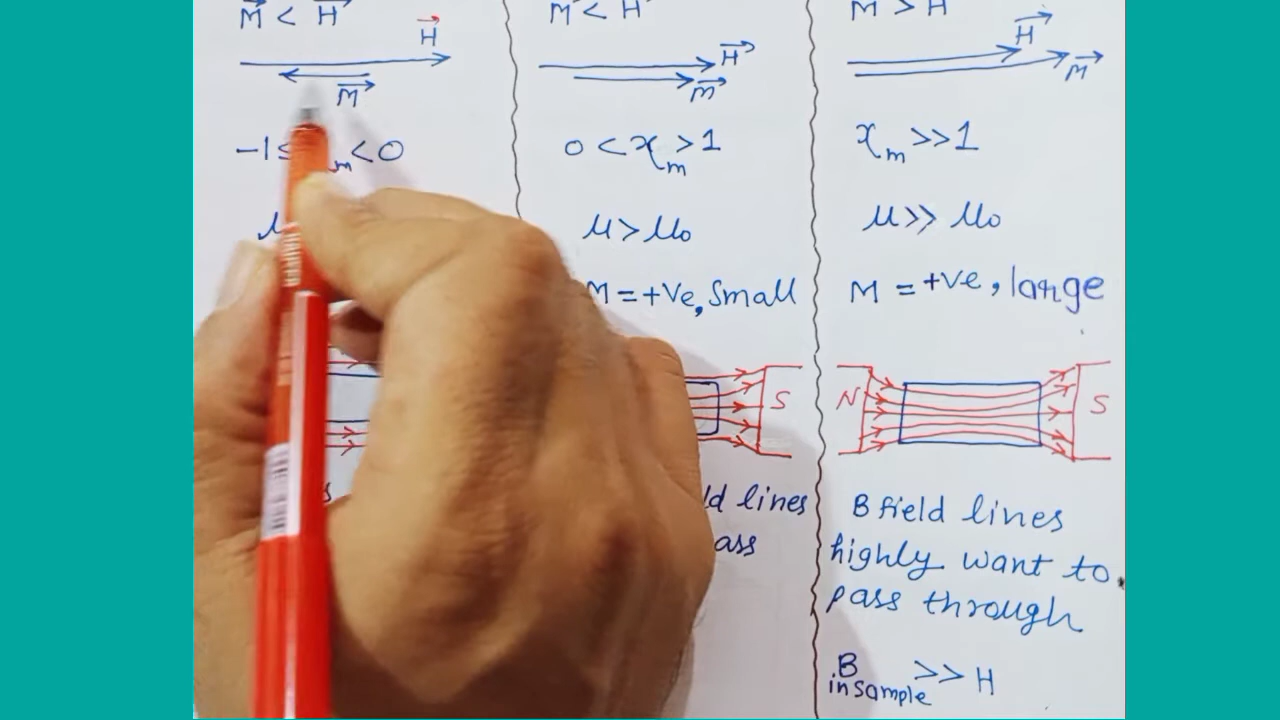 M⃗ < H⃗
H⃗
M⃗
-1 ≤ m < 0
M⃗ < H⃗
H⃗
M⃗
0 < χm > 1
μ > μ₀
M = +ve, small
S
ld lines
ass
M⃗ > H⃗
H⃗
M⃗
χm >> 1
μ >> μ₀
M = +ve, large
N S
B field lines
highly want to
pass through
B in sample >> H